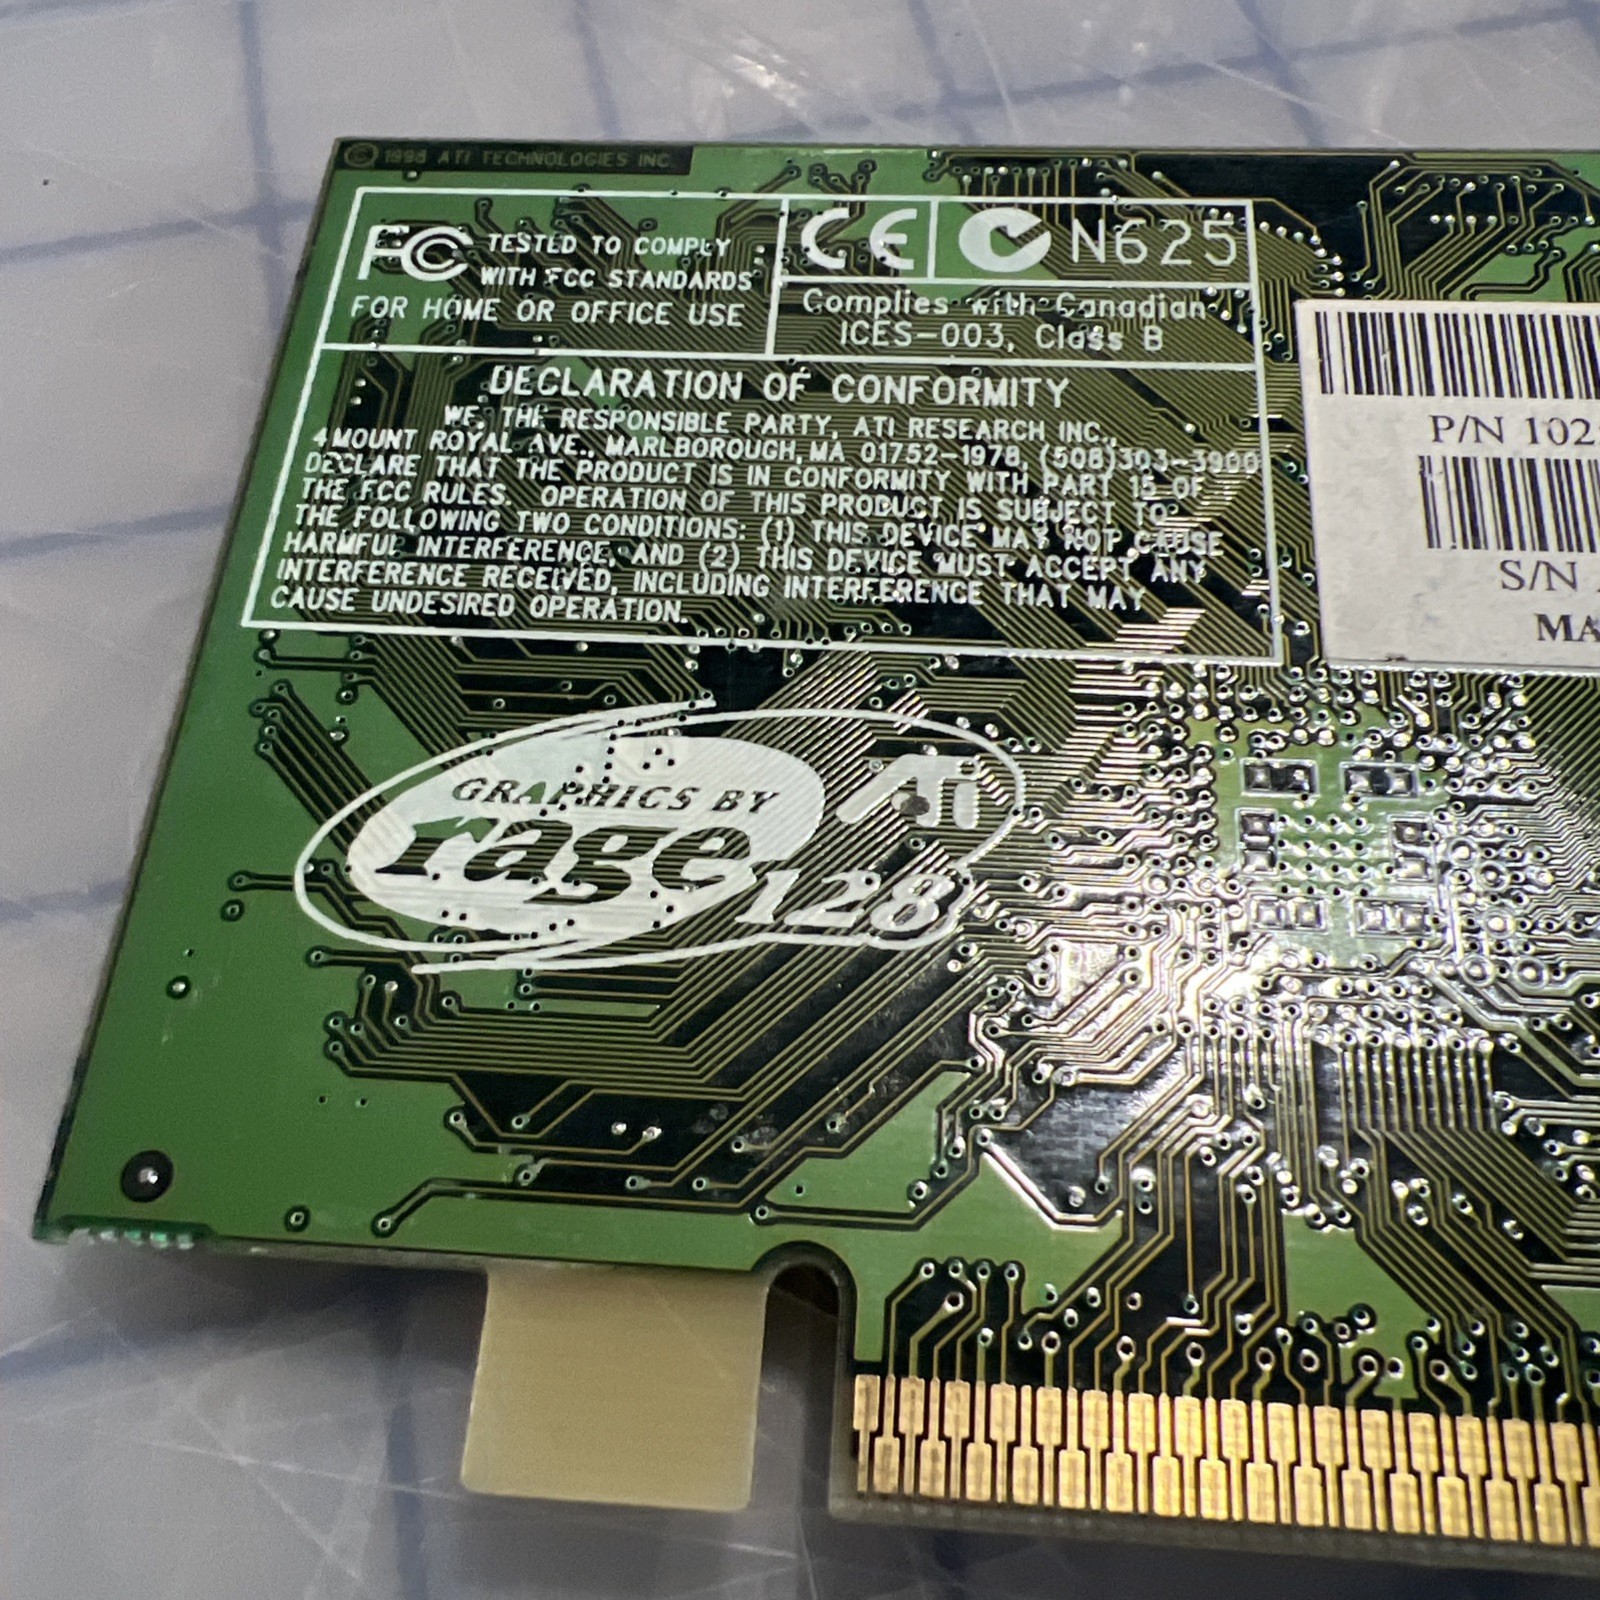 © 1998 ATI TECHNOLOGIES INC.
FCC TESTED TO COMPLY
WITH FCC STANDARDS
FOR HOME OR OFFICE USE
CE N625
Complies with Canadian
ICES-003, Class B
DECLARATION OF CONFORMITY
WE, THE RESPONSIBLE PARTY, ATI RESEARCH INC.,
4 MOUNT ROYAL AVE., MARLBOROUGH, MA 01752-1978, (508)303-3900
DECLARE THAT THE PRODUCT IS IN CONFORMITY WITH PART 15 OF
THE FCC RULES. OPERATION OF THIS PRODUCT IS SUBJECT TO
THE FOLLOWING TWO CONDITIONS: (1) THIS DEVICE MAY NOT CAUSE
HARMFUL INTERFERENCE, AND (2) THIS DEVICE MUST ACCEPT ANY
INTERFERENCE RECEIVED, INCLUDING INTERFERENCE THAT MAY
CAUSE UNDESIRED OPERATION.
P/N 102
S/N
MA
GRAPHICS BY
rage 128
ATi